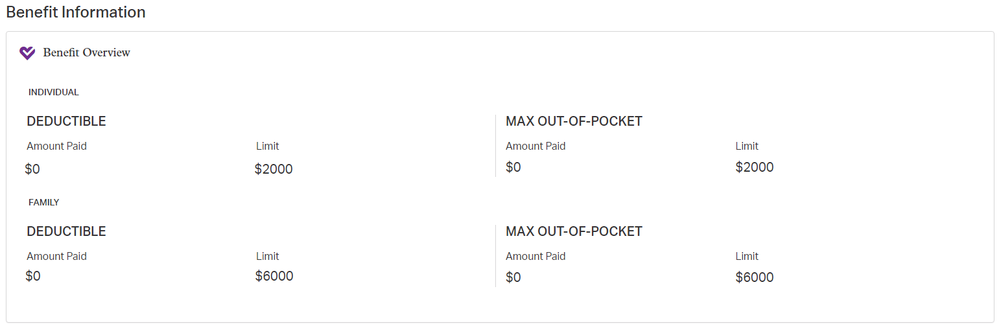 Benefit Information
Benefit Overview
INDIVIDUAL
DEDUCTIBLE
Amount Paid
Limit
$0
$2000
MAX OUT-OF-POCKET
Amount Paid
Limit
$0
$2000
FAMILY
DEDUCTIBLE
Amount Paid
Limit
$0
$6000
MAX OUT-OF-POCKET
Amount Paid
Limit
$0
$6000